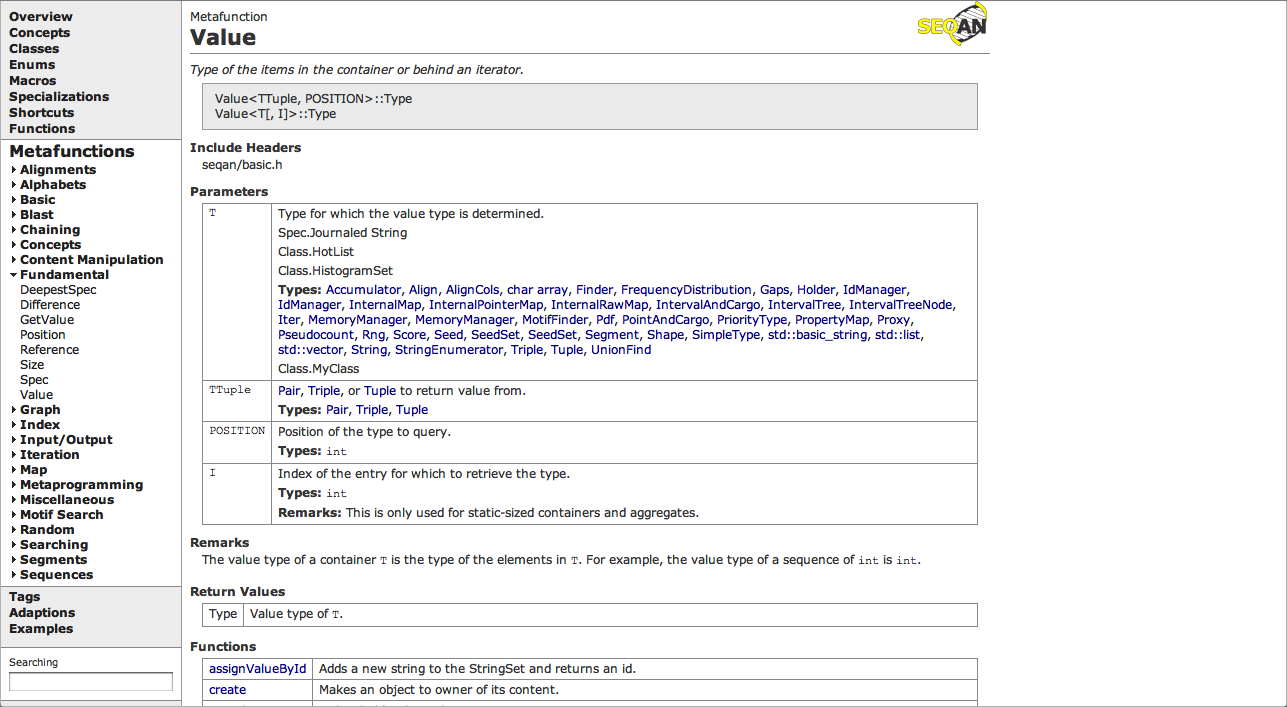 Overview
Concepts
Classes
Enums
Macros
Specializations
Shortcuts
Functions
Metafunctions
Alignments
Alphabets
Basic
Blast
Chaining
Concepts
Content Manipulation
Fundamental
DeepestSpec
Difference
GetValue
Position
Reference
Size
Spec
Value
Graph
Index
Input/Output
Iteration
Map
Metaprogramming
Miscellaneous
Motif Search
Random
Searching
Segments
Sequences
Tags
Adaptions
Examples
Searching
Metafunction
Value
SEQAN
Type of the items in the container or behind an iterator.
Value<TTuple, POSITION>::Type
Value<T[, I]>::Type
Include Headers
seqan/basic.h
Parameters
T
Type for which the value type is determined.
Spec.Journaled String
Class.HotList
Class.HistogramSet
Types: Accumulator, Align, AlignCols, char array, Finder, FrequencyDistribution, Gaps, Holder, IdManager,
IdManager, InternalMap, InternalPointerMap, InternalRawMap, IntervalAndCargo, IntervalTree, IntervalTreeNode,
Iter, MemoryManager, MemoryManager, MotifFinder, Pdf, PointAndCargo, PriorityType, PropertyMap, Proxy,
Pseudocount, Rng, Score, Seed, SeedSet, SeedSet, Segment, Shape, SimpleType, std::basic_string, std::list,
std::vector, String, StringEnumerator, Triple, Tuple, UnionFind
Class.MyClass
TTuple
Pair, Triple, or Tuple to return value from.
Types: Pair, Triple, Tuple
POSITION
Position of the type to query.
Types: int
I
Index of the entry for which to retrieve the type.
Types: int
Remarks: This is only used for static-sized containers and aggregates.
Remarks
The value type of a container T is the type of the elements in T. For example, the value type of a sequence of int is int.
Return Values
Type
Value type of T.
Functions
assignValueById
Adds a new string to the StringSet and returns an id.
create
Makes an object to owner of its content.